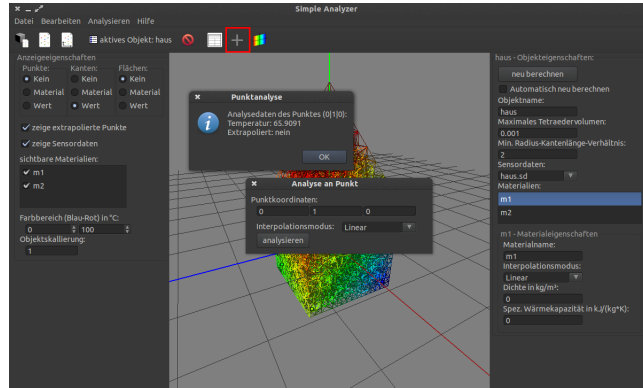 Simple Analyzer
Datei Bearbeiten Analysieren Hilfe
aktives Objekt: haus
Anzeigeeigenschaften
Punkte: Kanten: Flächen:
Kein Kein Kein
Material Material Material
Wert Wert Wert
zeige extrapolierte Punkte
zeige Sensordaten
sichtbare Materialien:
m1
m2
Farbbereich (Blau-Rot) in °C:
0 100
Objektskallierung:
1
Punktanalyse
Analysedaten des Punktes (0|1|0):
Temperatur: 65.9091
Extrapoliert: nein
OK
Analyse an Punkt
Punktkoordinaten:
0 1 0
Interpolationsmodus: Linear
analysieren
haus - Objekteigenschaften:
neu berechnen
Automatisch neu berechnen
Objektname:
haus
Maximales Tetraedervolumen:
0.001
Min. Radius-Kantenlänge-Verhältnis:
2
Sensordaten:
haus.sd
Materialien:
m1
m2
m1 - Materialeigenschaften
Materialname:
m1
Interpolationsmodus:
Linear
Dichte in kg/m³:
0
Spez. Wärmekapazität in kJ/(kg*K):
0